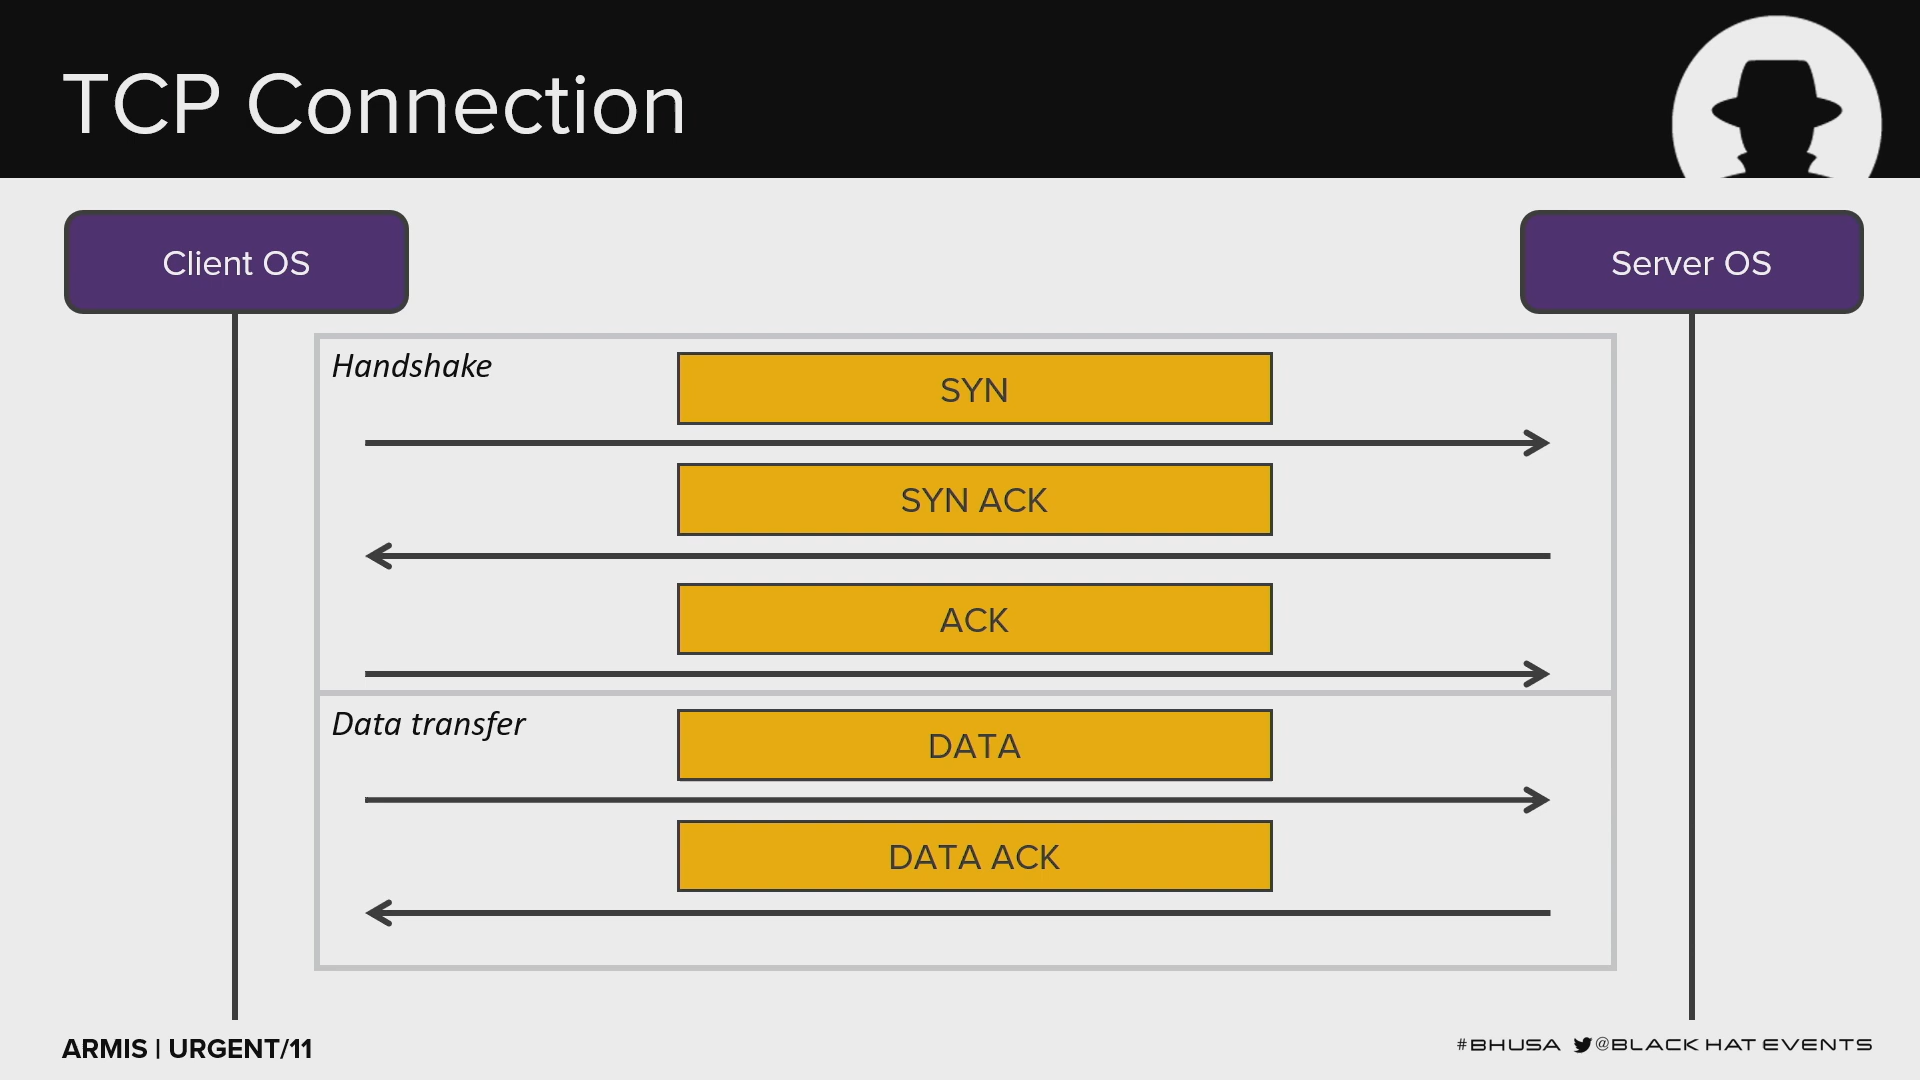 TCP Connection
Client OS
Server OS
Handshake
SYN
SYN ACK
ACK
Data transfer
DATA
DATA ACK
ARMIS | URGENT/11
#BHUSA @BLACK HAT EVENTS